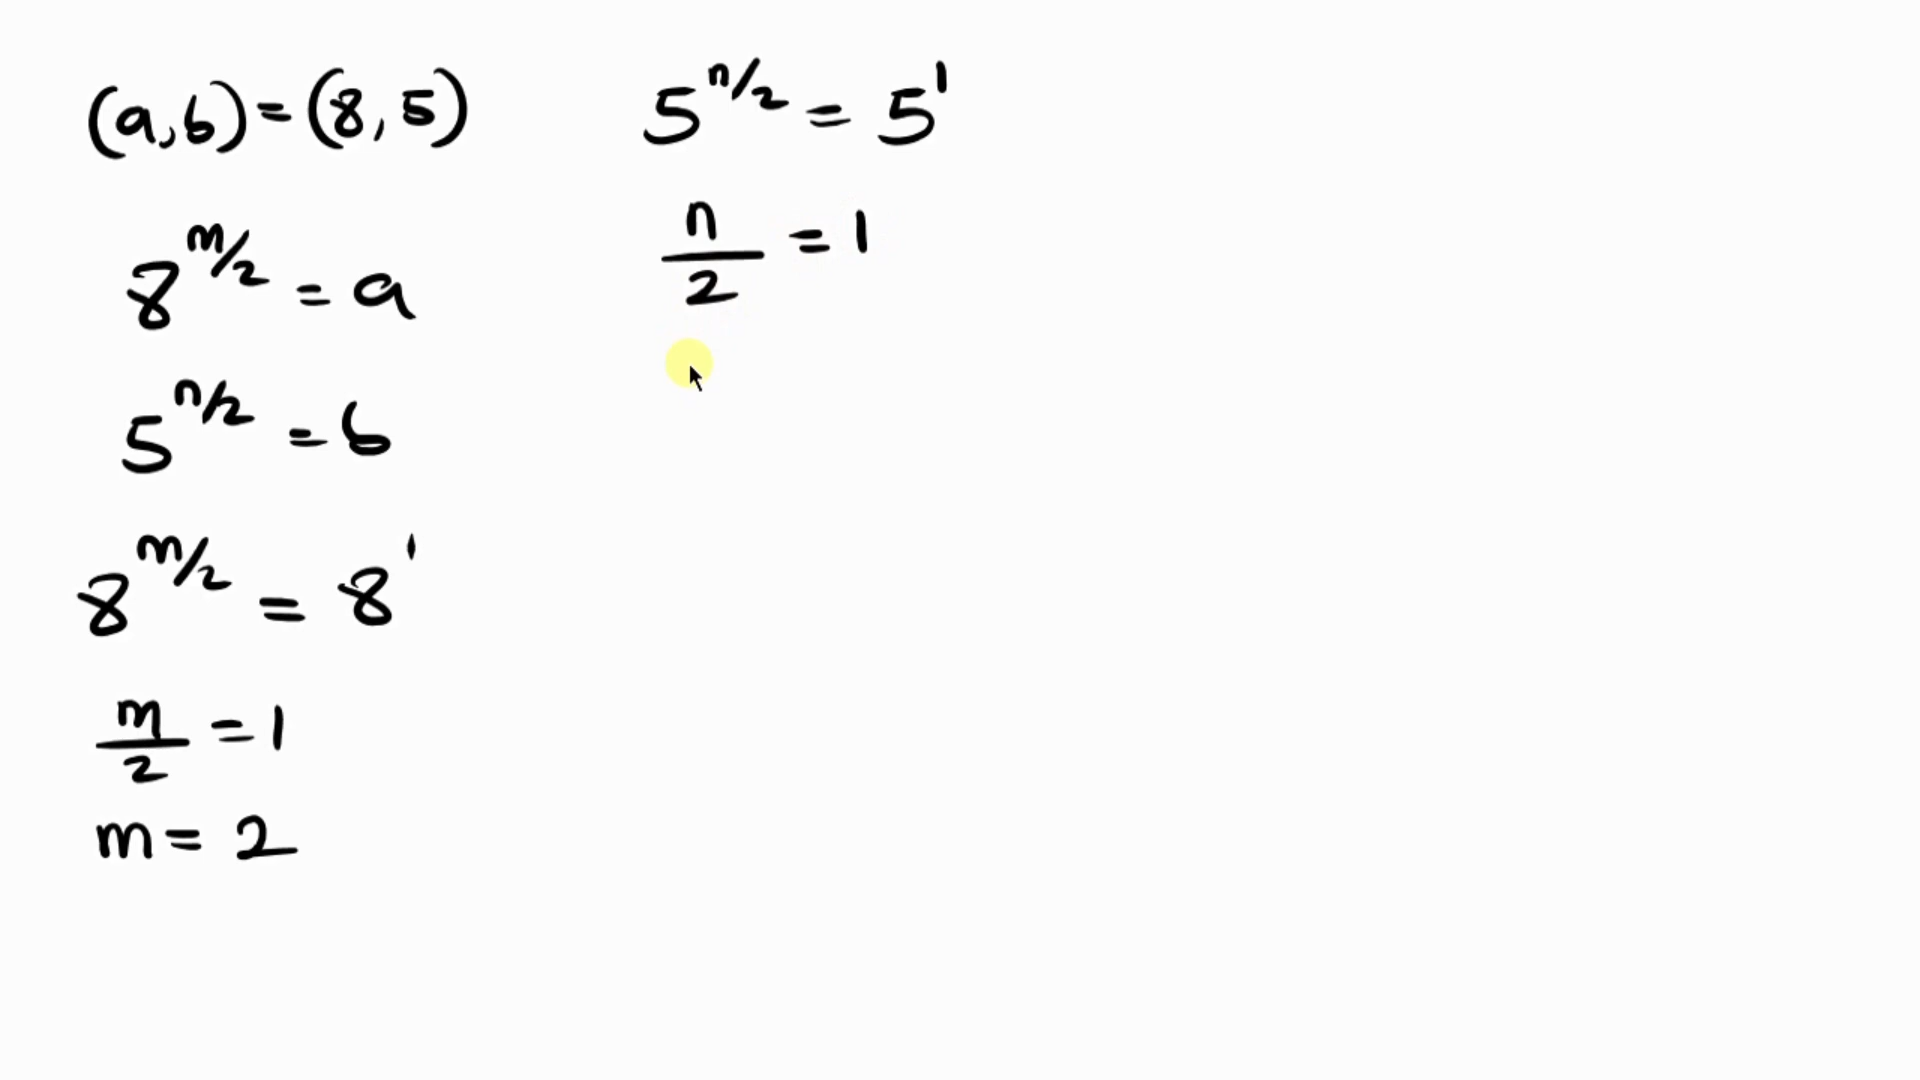 (a,b)=(8,5)
8^{m/2} = a
5^{n/2} = b
8^{m/2} = 8^1
m/2 = 1
m = 2
5^{n/2} = 5^1
n/2 = 1